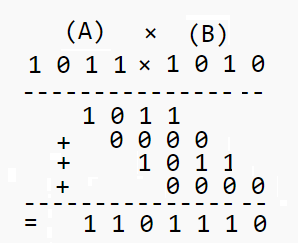 (A) × (B)
1 0 1 1 × 1 0 1 0
-----------------
1 0 1 1
+ 0 0 0 0
+ 1 0 1 1
+ 0 0 0 0
-----------------
= 1 1 0 1 1 1 0